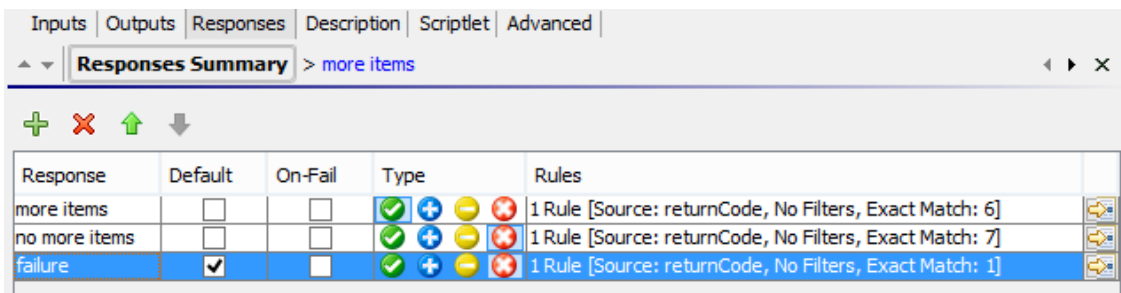 Inputs Outputs Responses Description Scriptlet Advanced
Responses Summary > more items
Response Default On-Fail Type Rules
more items 1 Rule [Source: returnCode, No Filters, Exact Match: 6]
no more items 1 Rule [Source: returnCode, No Filters, Exact Match: 7]
failure 1 Rule [Source: returnCode, No Filters, Exact Match: 1]